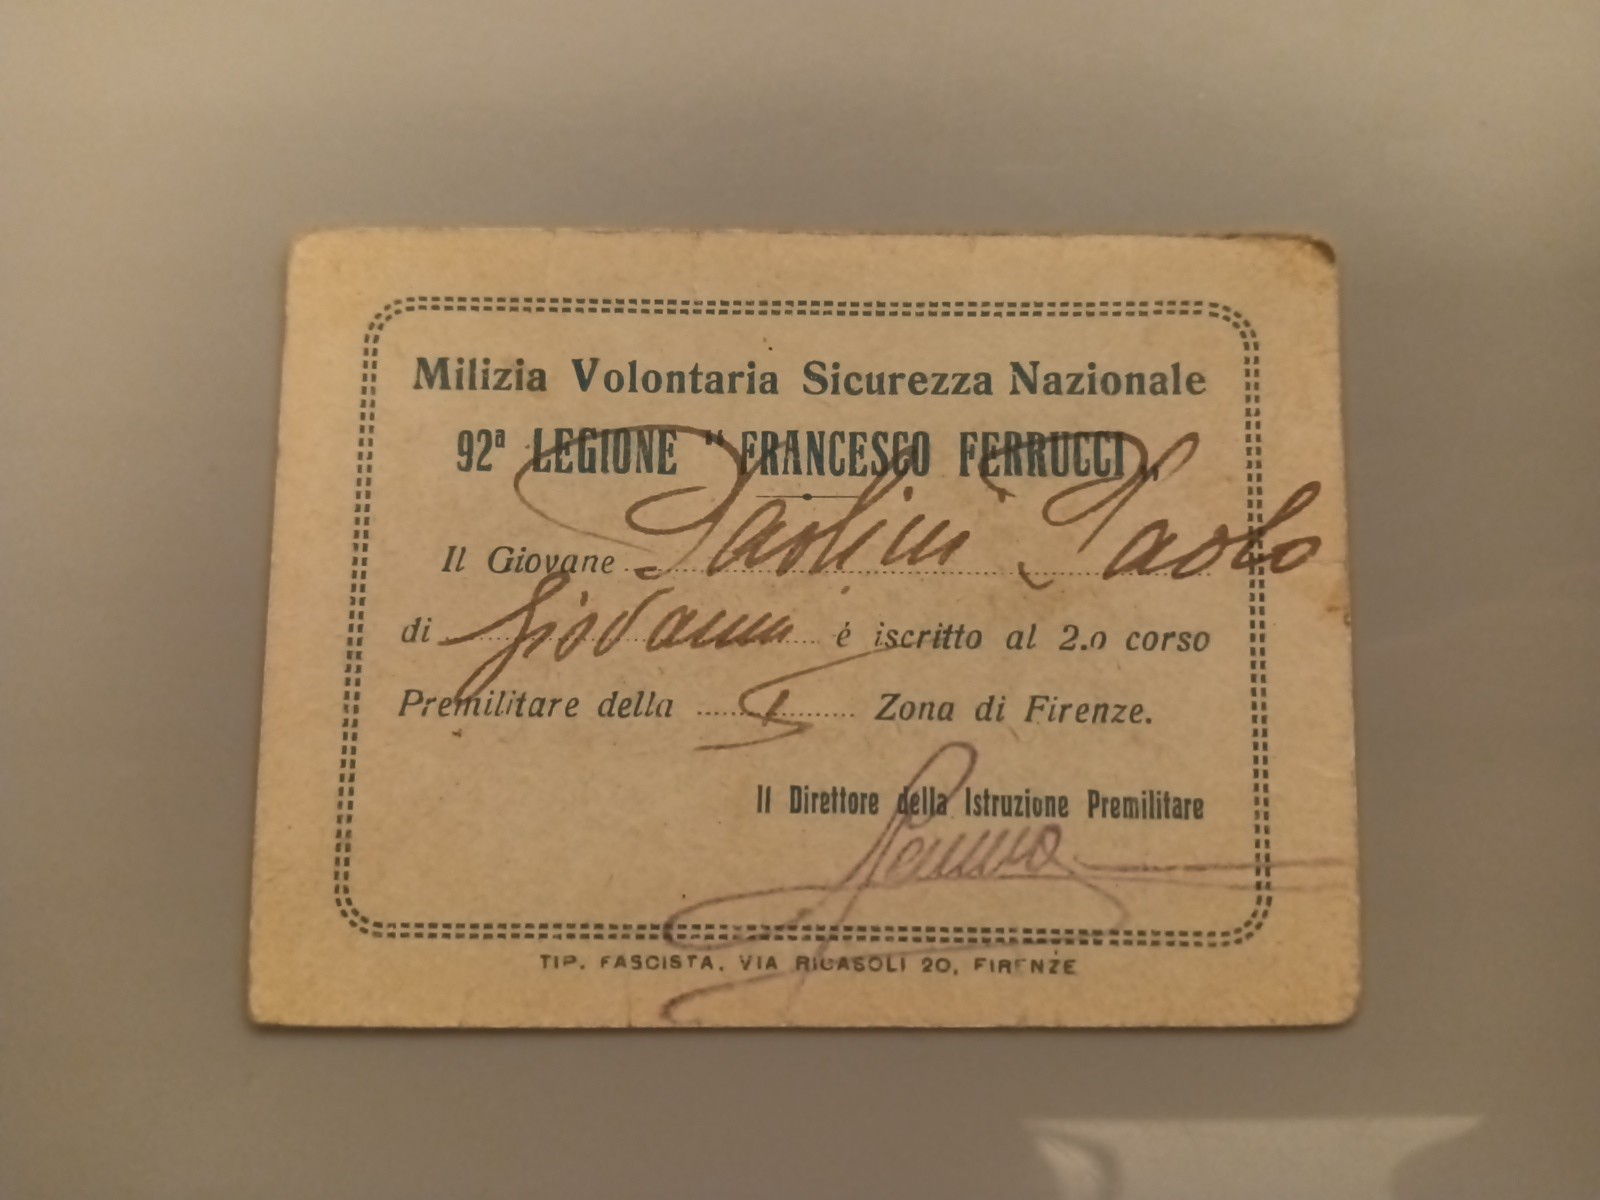 Milizia Volontaria Sicurezza Nazionale
92ª LEGIONE “ FRANCESCO FERRUCCI „
Il Giovane Paolini Paolo
di Giovanni é iscritto al 2.o corso
Premilitare della I Zona di Firenze.
Il Direttore della Istruzione Premilitare
TIP. FASCISTA, VIA RICASOLI 20, FIRENZE